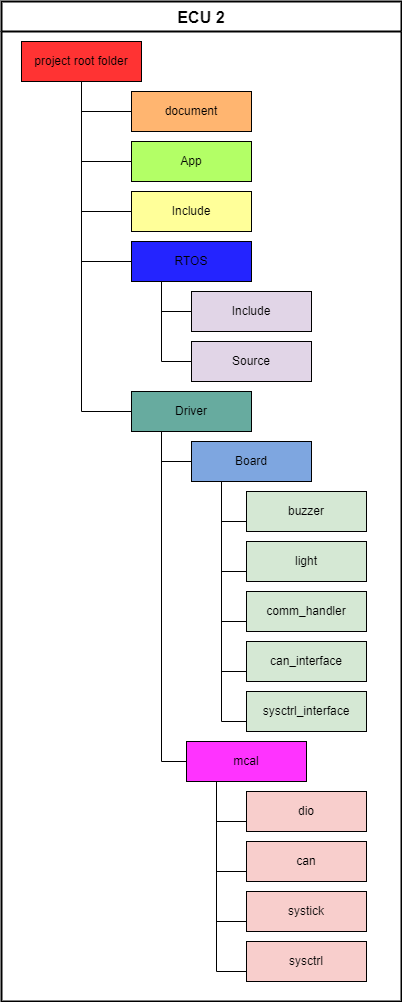 ECU 2
project root folder
document
App
Include
RTOS
Include
Source
Driver
Board
buzzer
light
comm_handler
can_interface
sysctrl_interface
mcal
dio
can
systick
sysctrl